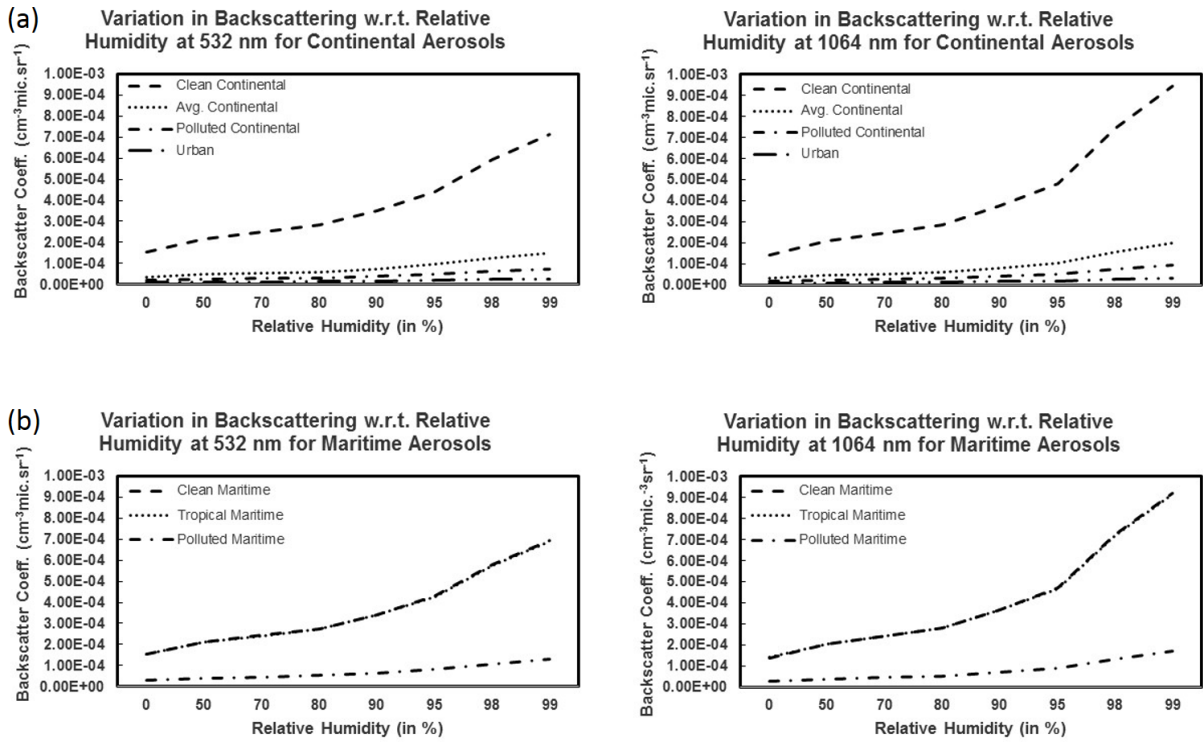 (a)
Variation in Backscattering w.r.t. Relative
Humidity at 532 nm for Continental Aerosols
Backscatter Coeff. (cm-3mic.sr-1)
1.00E-03
9.00E-04
8.00E-04
7.00E-04
6.00E-04
5.00E-04
4.00E-04
3.00E-04
2.00E-04
1.00E-04
0.00E+00
Clean Continental
Avg. Continental
Polluted Continental
Urban
0 50 70 80 90 95 98 99
Relative Humidity (in %)
Variation in Backscattering w.r.t. Relative
Humidity at 1064 nm for Continental Aerosols
Backscatter Coeff. (cm-3mic.sr-1)
1.00E-03
9.00E-04
8.00E-04
7.00E-04
6.00E-04
5.00E-04
4.00E-04
3.00E-04
2.00E-04
1.00E-04
0.00E+00
Clean Continental
Avg. Continental
Polluted Continental
Urban
0 50 70 80 90 95 98 99
Relative Humidity (in %)
(b)
Variation in Backscattering w.r.t. Relative
Humidity at 532 nm for Maritime Aerosols
Backscatter Coeff. (cm-3mic.sr-1)
1.00E-03
9.00E-04
8.00E-04
7.00E-04
6.00E-04
5.00E-04
4.00E-04
3.00E-04
2.00E-04
1.00E-04
0.00E+00
Clean Maritime
Tropical Maritime
Polluted Maritime
0 50 70 80 90 95 98 99
Relative Humidity (in %)
Variation in Backscattering w.r.t. Relative
Humidity at 1064 nm for Maritime Aerosols
Backscatter Coeff. (cm-3mic.-3sr-1)
1.00E-03
9.00E-04
8.00E-04
7.00E-04
6.00E-04
5.00E-04
4.00E-04
3.00E-04
2.00E-04
1.00E-04
0.00E+00
Clean Maritime
Tropical Maritime
Polluted Maritime
0 50 70 80 90 95 98 99
Relative Humidity (in %)